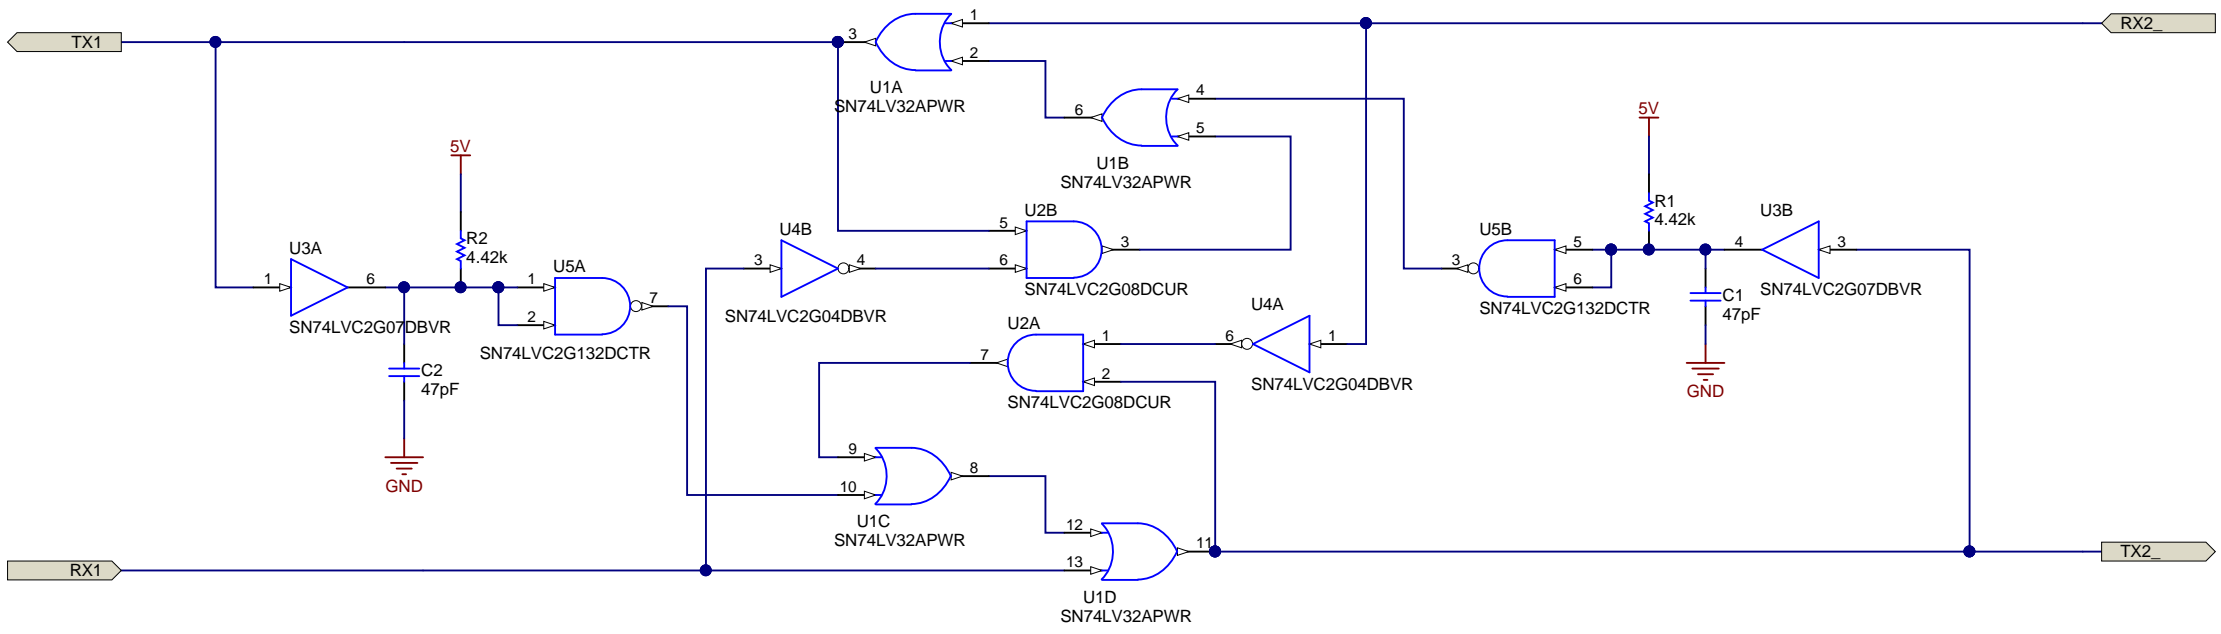 TX1
3
1
2
U1A
SN74LV32APWR
RX2_
6
4
5
U1B
SN74LV32APWR
5V
R1
4.42k
U3B
4
3
SN74LVC2G07DBVR
U5B
5
6
3
SN74LVC2G132DCTR
C1
47pF
GND
5V
R2
4.42k
U3A
1
6
SN74LVC2G07DBVR
U5A
1
2
7
SN74LVC2G132DCTR
C2
47pF
GND
U4B
3
4
SN74LVC2G04DBVR
U2B
5
6
3
SN74LVC2G08DCUR
U4A
6
1
SN74LVC2G04DBVR
U2A
7
1
2
SN74LVC2G08DCUR
9
10
8
U1C
SN74LV32APWR
12
13
11
U1D
SN74LV32APWR
RX1
TX2_